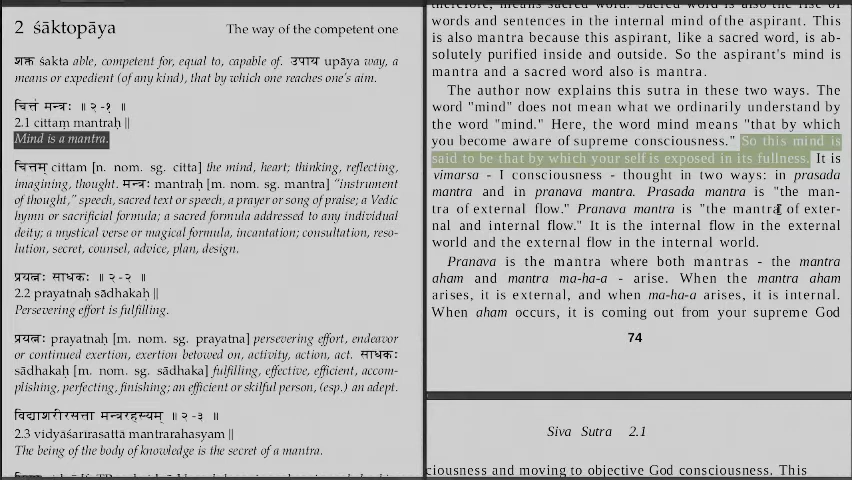 2 śāktopāya The way of the competent one
शक्त śakta able, competent for, equal to, capable of. उपाय upāya way, a
means or expedient (of any kind), that by which one reaches one's aim.
चित्तं मन्त्रः ॥ २-१ ॥
2.1 cittaṃ mantraḥ ||
Mind is a mantra.
चित्तम् cittam [n. nom. sg. citta] the mind, heart; thinking, reflecting,
imagining, thought. मन्त्रः mantraḥ [m. nom. sg. mantra] "instrument
of thought," speech, sacred text or speech, a prayer or song of praise; a Vedic
hymn or sacrificial formula; a sacred formula addressed to any individual
deity; a mystical verse or magical formula, incantation; consultation, reso-
lution, secret, counsel, advice, plan, design.
प्रयत्नः साधकः ॥ २-२ ॥
2.2 prayatnaḥ sādhakaḥ ||
Persevering effort is fulfilling.
प्रयत्नः prayatnaḥ [m. nom. sg. prayatna] persevering effort, endeavor
or continued exertion, exertion betowed on, activity, action, act. साधकः
sādhakaḥ [m. nom. sg. sādhaka] fulfilling, effective, efficient, accom-
plishing, perfecting, finishing; an efficient or skilful person, (esp.) an adept.
विद्याशरीरसत्ता मन्त्ररहस्यम् ॥ २-३ ॥
2.3 vidyāśarīrasattā mantrarahasyam ||
The being of the body of knowledge is the secret of a mantra.
therefore, means sacred word. Sacred word is also the rise of
words and sentences in the internal mind of the aspirant. This
is also mantra because this aspirant, like a sacred word, is ab-
solutely purified inside and outside. So the aspirant's mind is
mantra and a sacred word also is mantra.
The author now explains this sutra in these two ways. The
word "mind" does not mean what we ordinarily understand by
the word "mind." Here, the word mind means "that by which
you become aware of supreme consciousness." So this mind is
said to be that by which your self is exposed in its fullness. It is
vimarsa - I consciousness - thought in two ways: in prasada
mantra and in pranava mantra. Prasada mantra is "the man-
tra of external flow." Pranava mantra is "the mantra of exter-
nal and internal flow." It is the internal flow in the external
world and the external flow in the internal world.
Pranava is the mantra where both mantras - the mantra
aham and mantra ma-ha-a - arise. When the mantra aham
arises, it is external, and when ma-ha-a arises, it is internal.
When aham occurs, it is coming out from your supreme God
74
Siva Sutra 2.1
ciousness and moving to objective God consciousness. This